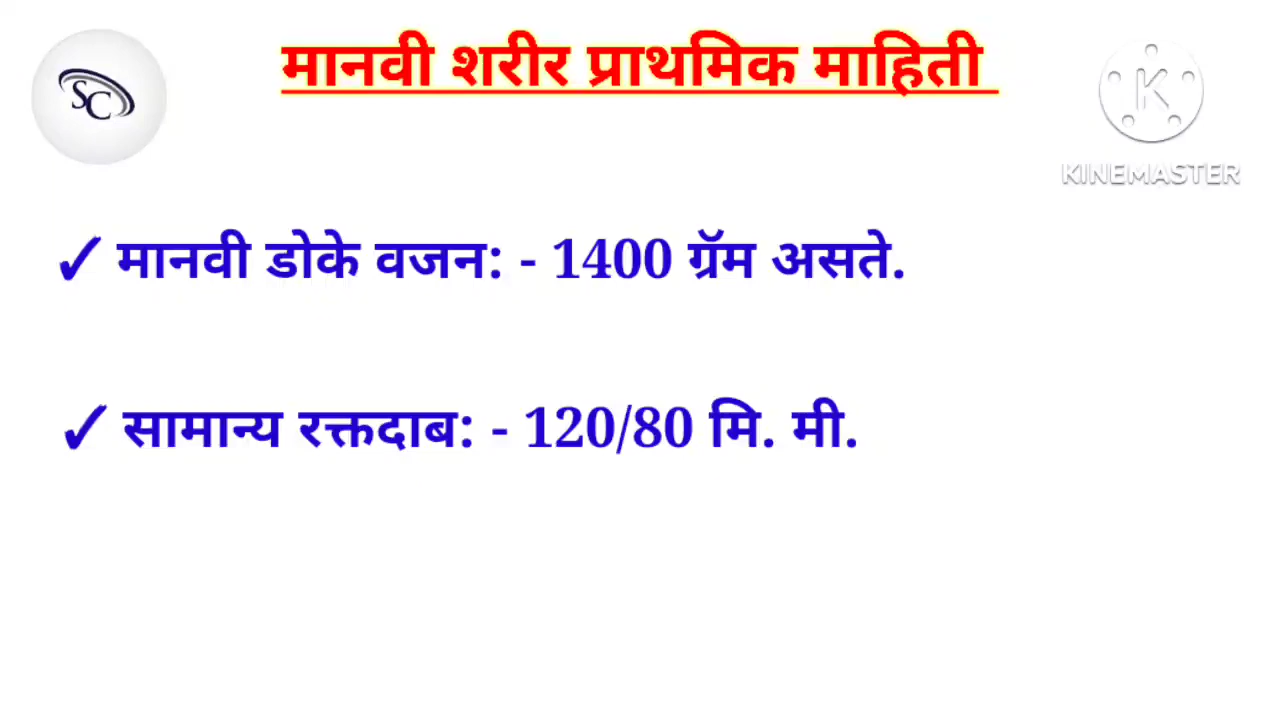 मानवी शरीर प्राथमिक माहिती
SC
K
KINEMASTER
✓ मानवी डोके वजन: - 1400 ग्रॅम असते.
✓ सामान्य रक्तदाब: - 120/80 मि. मी.